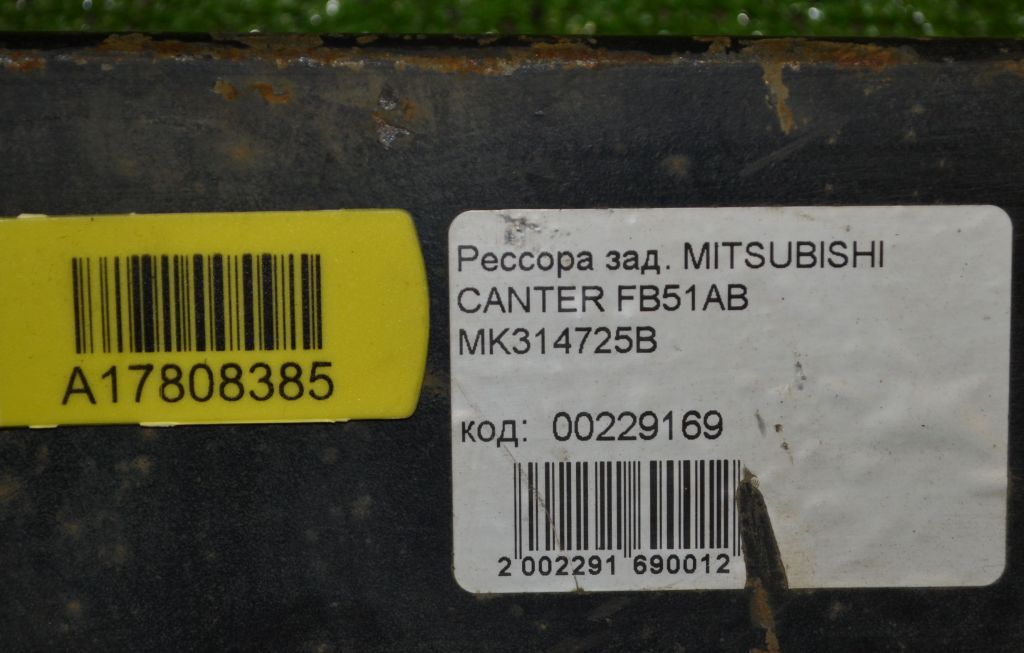 A17808385
Рессора зад. MITSUBISHI
CANTER FB51AB
MK314725B
код: 00229169
2 002291 690012